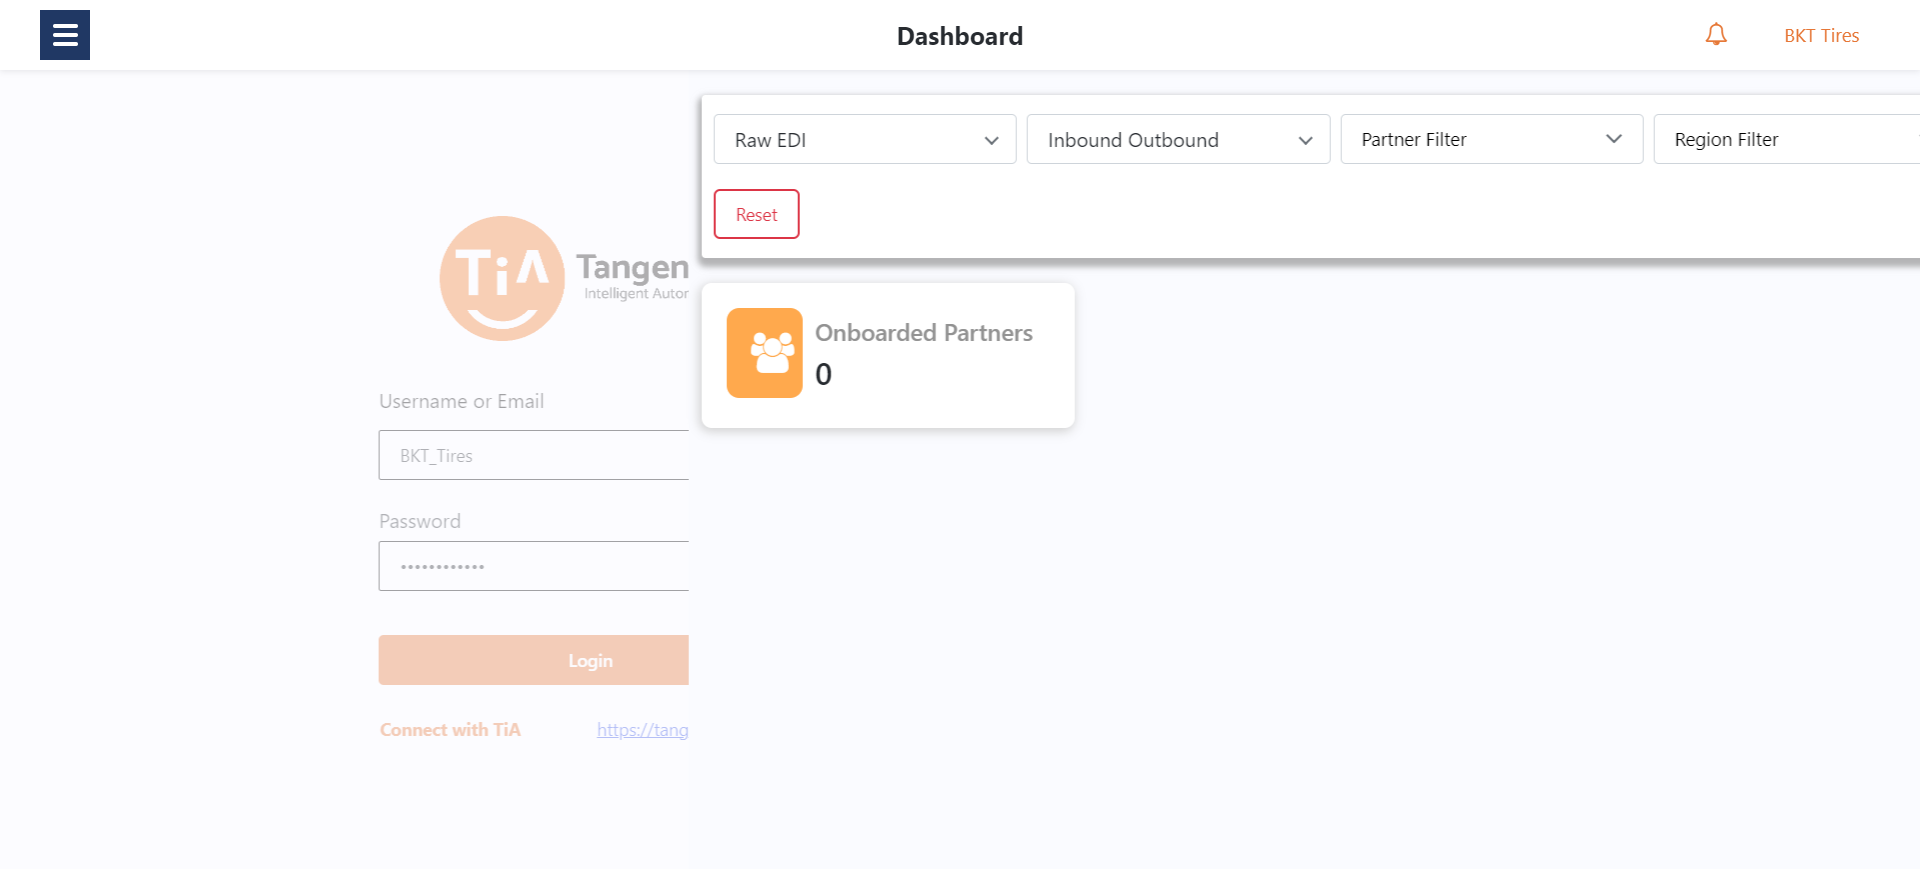 Dashboard
BKT Tires
Raw EDI
Inbound Outbound
Partner Filter
Region Filter
Reset
TiA
Tangen
Intelligent Autor
Onboarded Partners
0
Username or Email
BKT_Tires
Password
••••••••••••
Login
Connect with TiA
https://tang